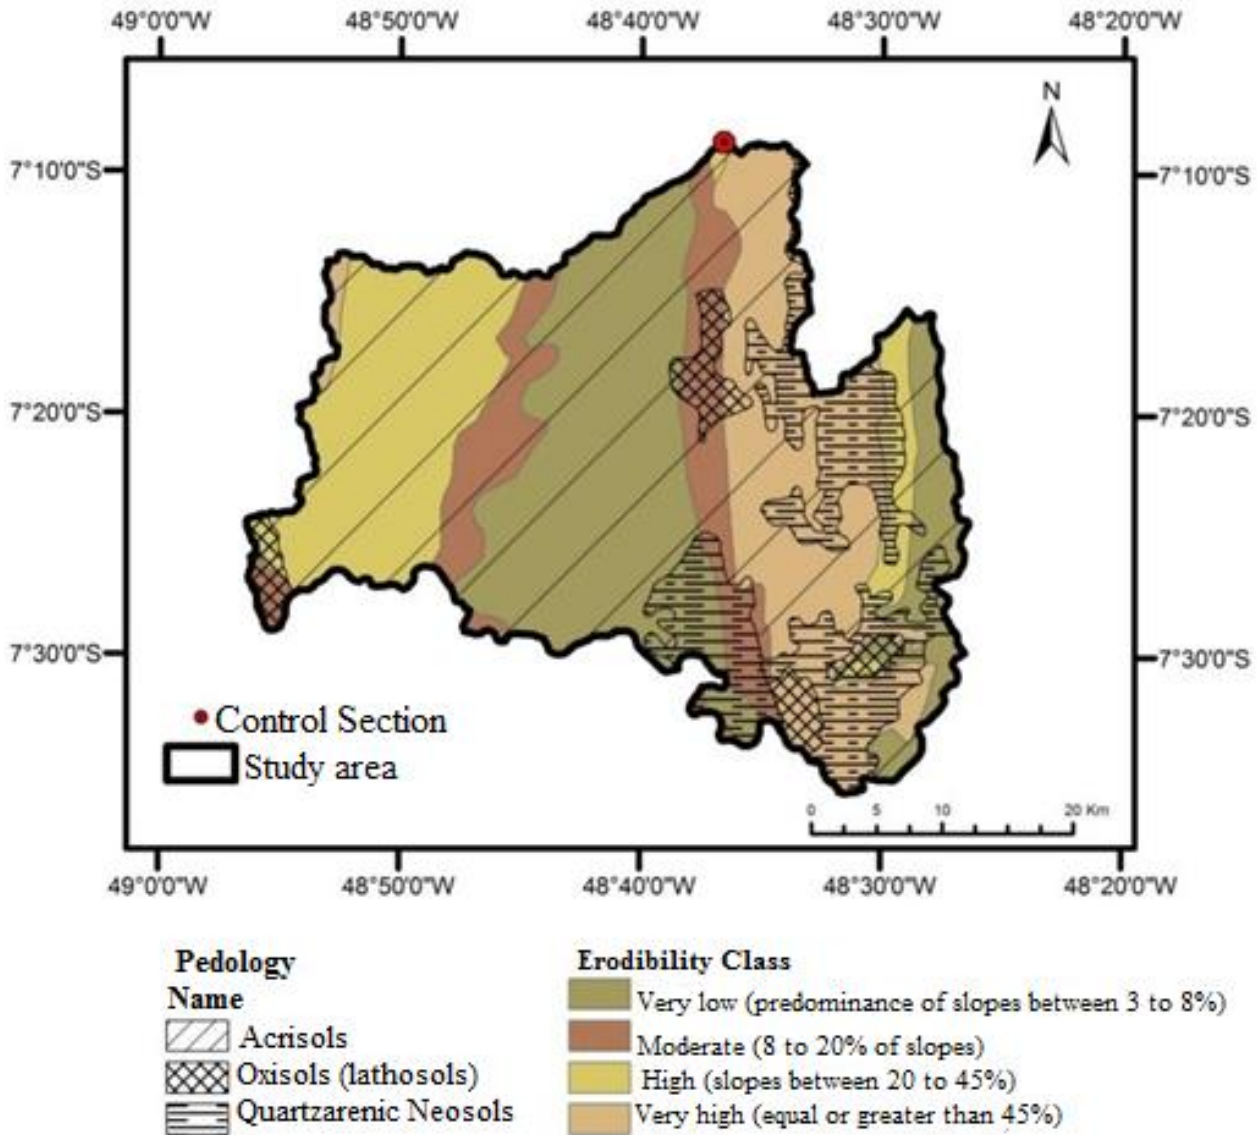 49°0'0"W 48°50'0"W 48°40'0"W 48°30'0"W 48°20'0"W
N
7°10'0"S 7°10'0"S
7°20'0"S 7°20'0"S
7°30'0"S 7°30'0"S
Control Section
Study area
0 5 10 20 Km
49°0'0"W 48°50'0"W 48°40'0"W 48°30'0"W 48°20'0"W
Pedology
Name
Acrisols
Oxisols (lathosols)
Quartzarenic Neosols
Erodibility Class
Very low (predominance of slopes between 3 to 8%)
Moderate (8 to 20% of slopes)
High (slopes between 20 to 45%)
Very high (equal or greater than 45%)